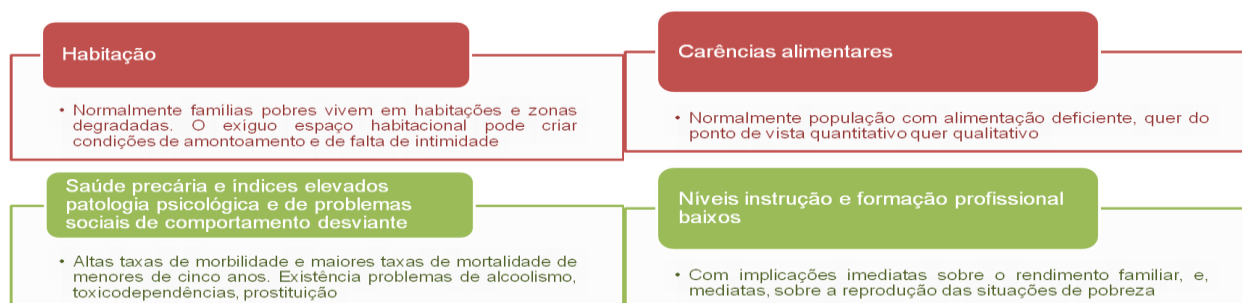 Habitação
• Normalmente famílias pobres vivem em habitações e zonas
degradadas. O exíguo espaço habitacional pode criar
condições de amontoamento e de falta de intimidade
Carências alimentares
• Normalmente população com alimentação deficiente, quer do
ponto de vista quantitativo quer qualitativo
Saúde precária e índices elevados
patologia psicológica e de problemas
sociais de comportamento desviante
• Altas taxas de morbilidade e maiores taxas de mortalidade de
menores de cinco anos. Existência problemas de alcoolismo,
toxicodependências, prostituição
Níveis instrução e formação profissional
baixos
• Com implicações imediatas sobre o rendimento familiar, e,
mediatas, sobre a reprodução das situações de pobreza